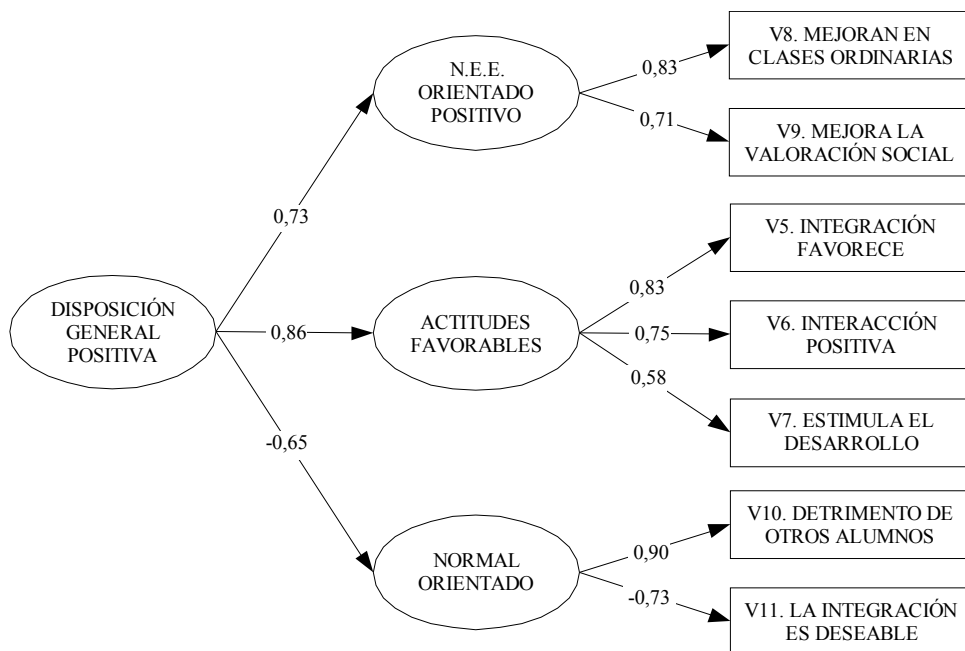 V8. MEJORAN EN
CLASES ORDINARIAS
0,83
N.E.E.
ORIENTADO
POSITIVO
0,71
V9. MEJORA LA
VALORACIÓN SOCIAL
0,73
V5. INTEGRACIÓN
FAVORECE
0,83
DISPOSICIÓN
GENERAL
POSITIVA
0,86
ACTITUDES
FAVORABLES
0,75
V6. INTERACCIÓN
POSITIVA
0,58
V7. ESTIMULA EL
DESARROLLO
-0,65
V10. DETRIMENTO DE
OTROS ALUMNOS
0,90
NORMAL
ORIENTADO
-0,73
V11. LA INTEGRACIÓN
ES DESEABLE